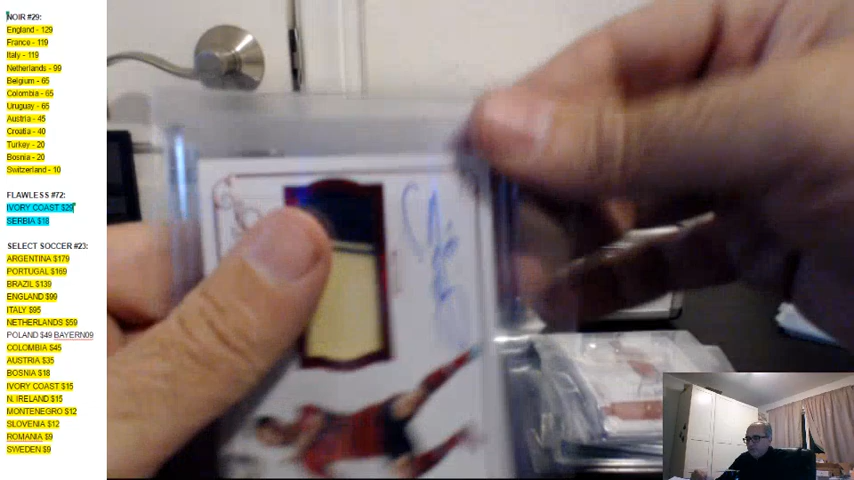 NOIR #29:
England - 129
France - 119
Italy - 119
Netherlands - 99
Belgium - 65
Colombia - 65
Uruguay - 65
Austria - 45
Croatia - 40
Turkey - 20
Bosnia - 20
Switzerland - 10
FLAWLESS #72:
IVORY COAST $29
SERBIA $18
SELECT SOCCER #23:
ARGENTINA $179
PORTUGAL $169
BRAZIL $139
ENGLAND $99
ITALY $95
NETHERLANDS $59
POLAND $49 BAYERN09
COLOMBIA $45
AUSTRIA $35
BOSNIA $18
IVORY COAST $15
N. IRELAND $15
MONTENEGRO $12
SLOVENIA $12
ROMANIA $9
SWEDEN $9